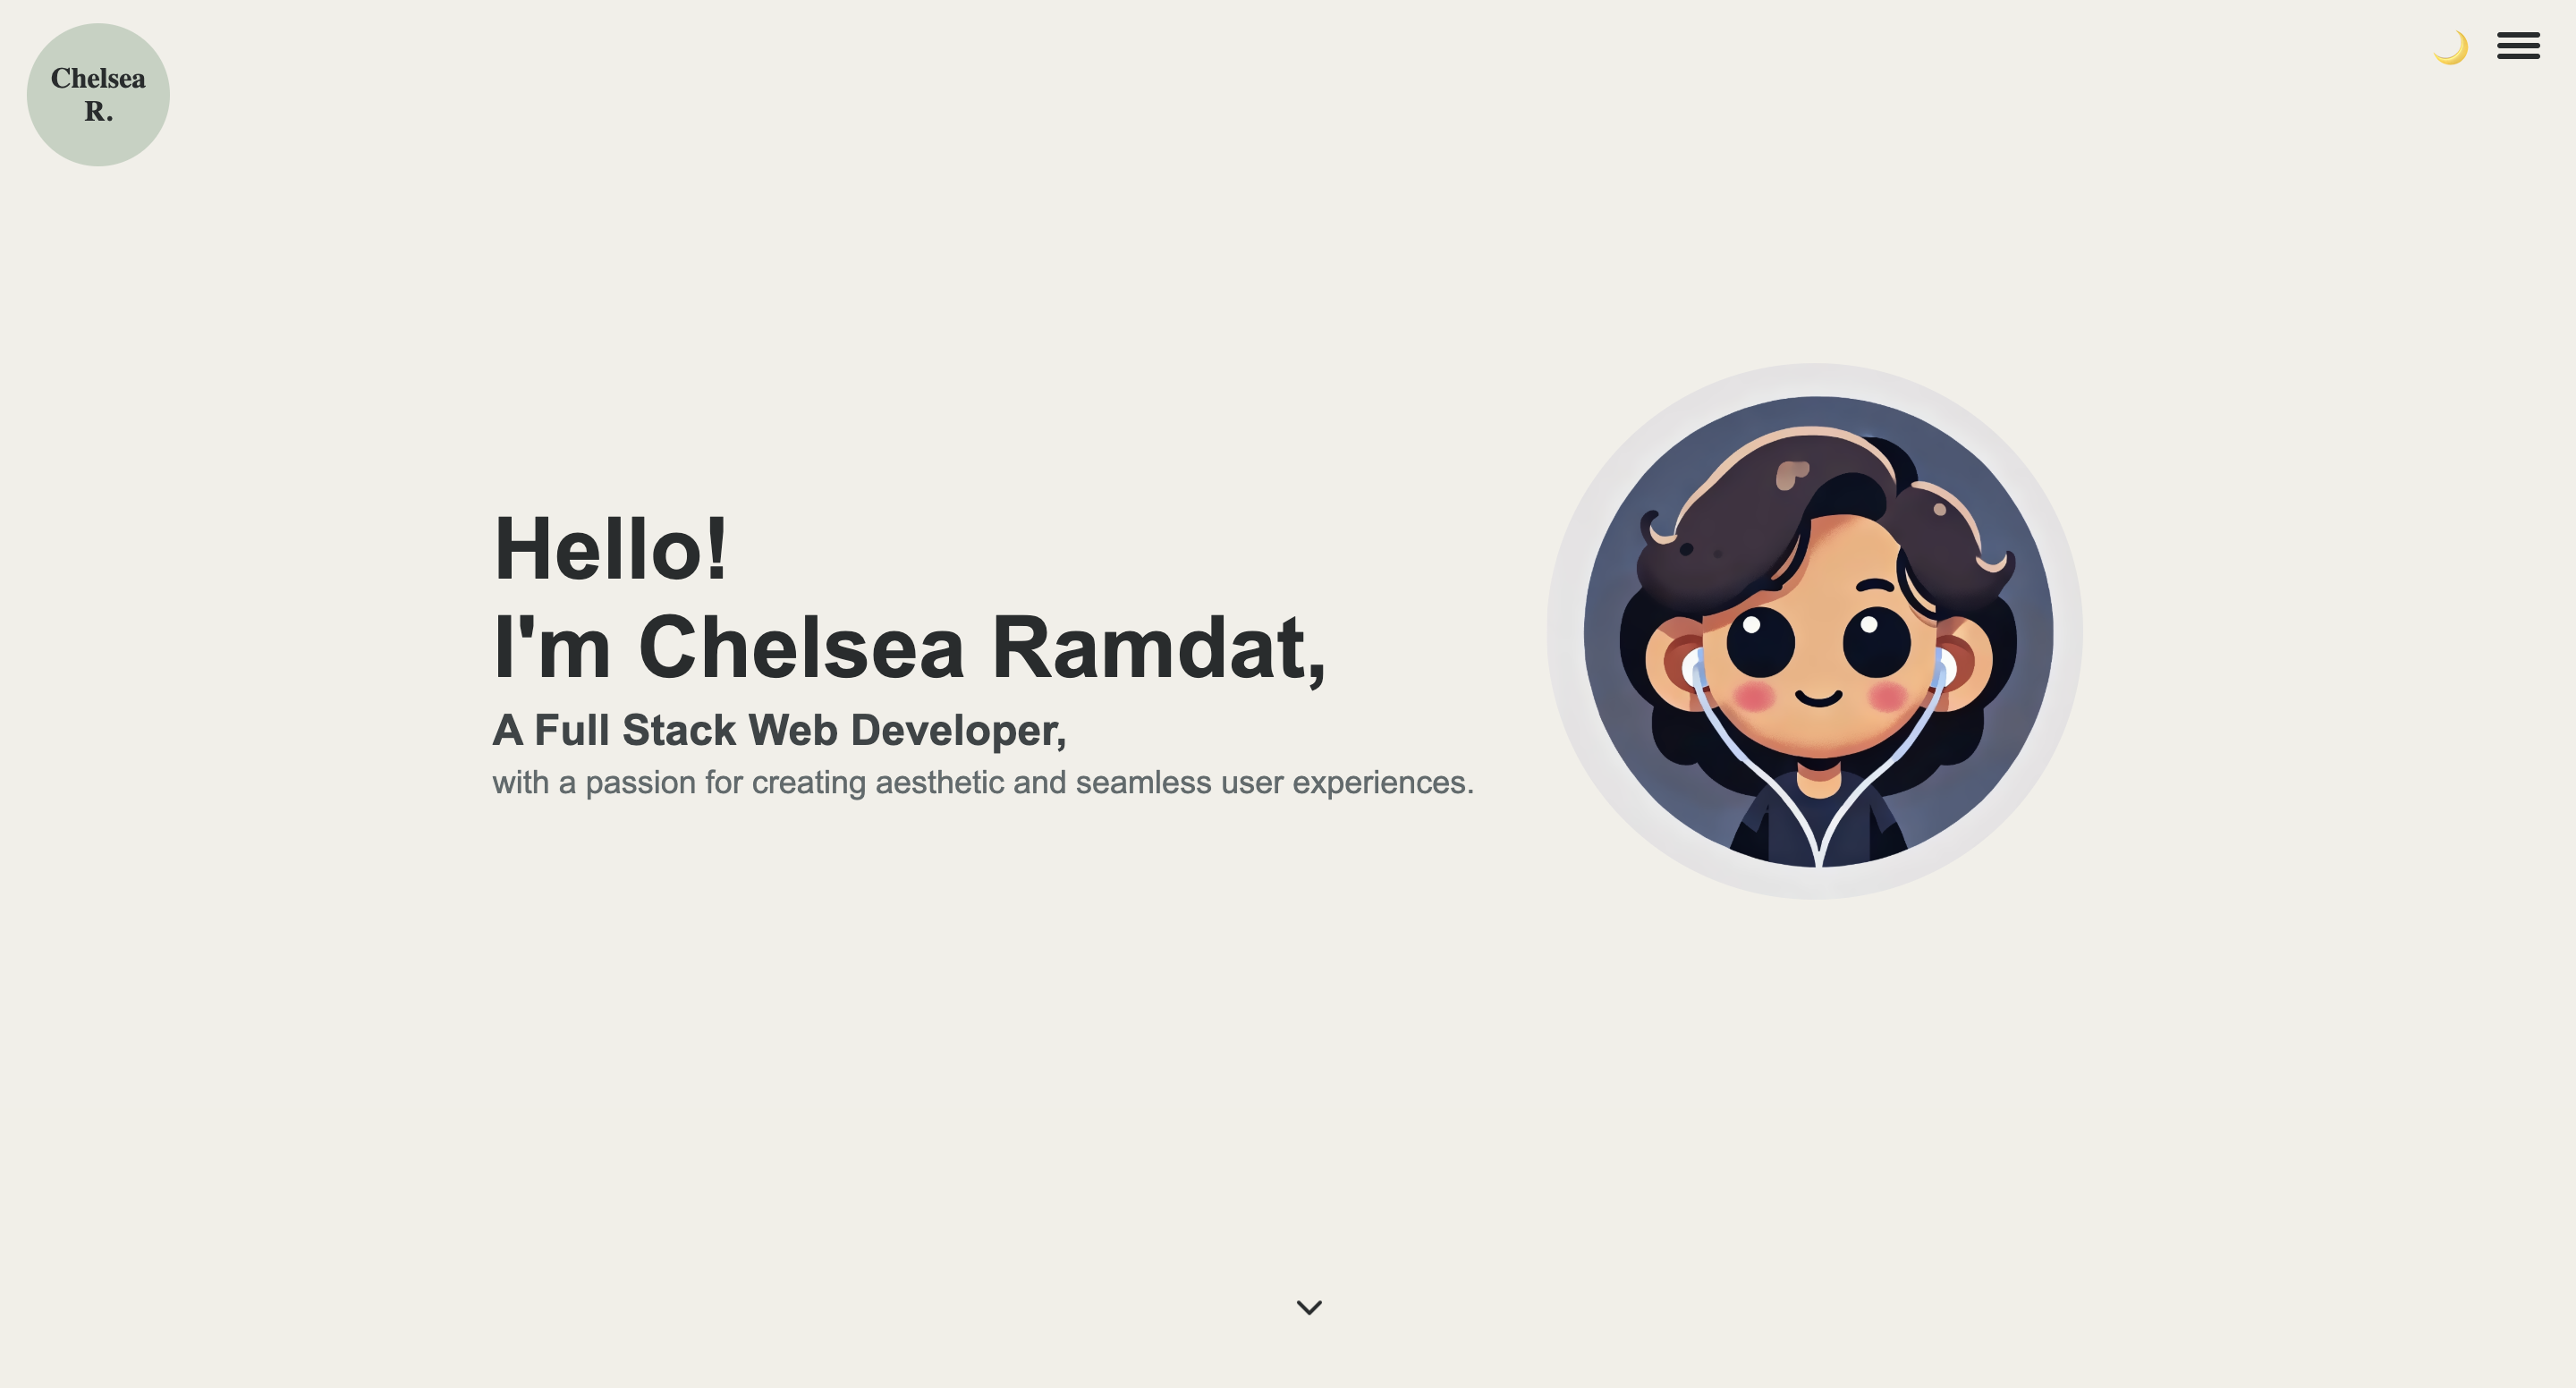 Chelsea
R.
Hello!
I'm Chelsea Ramdat,
A Full Stack Web Developer,
with a passion for creating aesthetic and seamless user experiences.